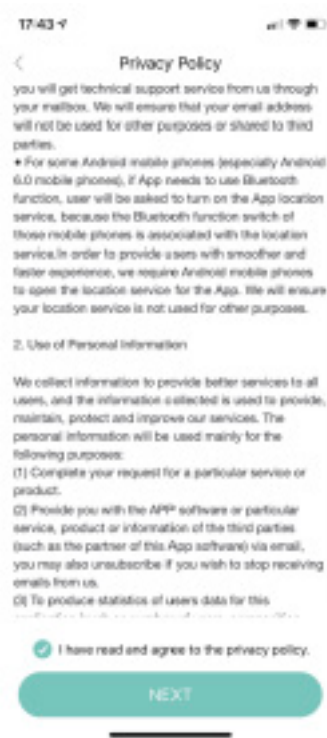 17:43
Privacy Policy
you will get technical support service from us through
your mailbox. We will ensure that your email address
will not be used for other purposes or shared to third
parties.
• For some Android mobile phones (especially Android
6.0 mobile phones), if App needs to use Bluetooth
function, user will be asked to turn on the App location
service, because the Bluetooth function switch of
those mobile phones is associated with the location
service.In order to provide users with smoother and
faster experience, we require Android mobile phones
to open the location service for the App. We will ensure
your location service is not used for other purposes.
2. Use of Personal Information
We collect information to provide better services to all
users, and the information collected is used to provide,
maintain, protect and improve our services. The
personal information will be used mainly for the
following purposes:
(1) Complete your request for a particular service or
product.
(2) Provide you with the APP software or particular
service, product or information of the third parties
(such as the partner of this App software) via email,
you may also unsubscribe if you wish to stop receiving
emails from us.
(3) To produce statistics of users data for this
I have read and agree to the privacy policy.
NEXT